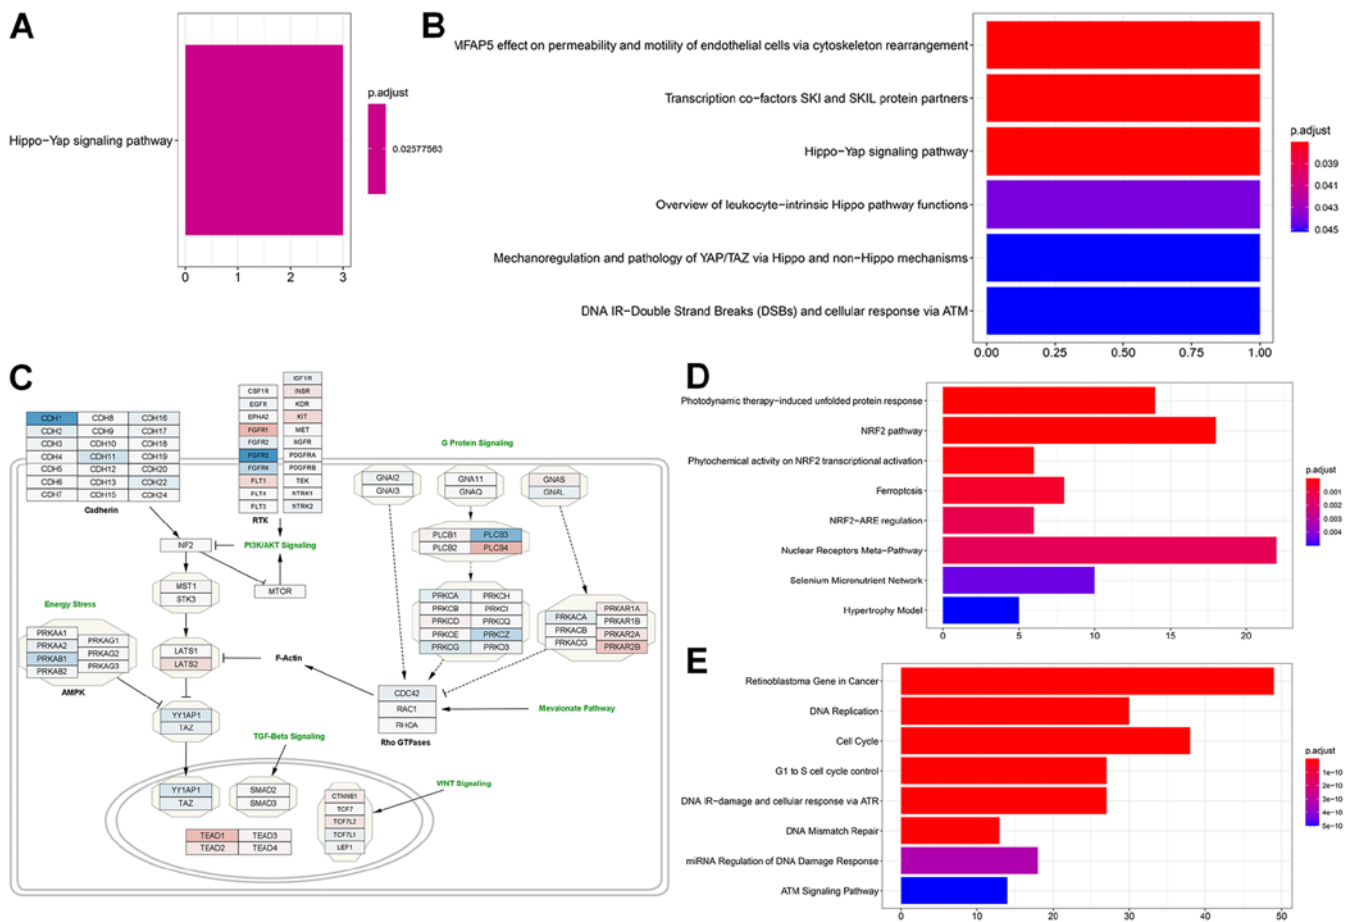 A
Hippo-Yap signaling pathway
p.adjust
0.02577563
0 1 2 3
B
MFAP5 effect on permeability and motility of endothelial cells via cytoskeleton rearrangement
Transcription co-factors SKI and SKIL protein partners
Hippo-Yap signaling pathway
Overview of leukocyte-intrinsic Hippo pathway functions
Mechanoregulation and pathology of YAP/TAZ via Hippo and non-Hippo mechanisms
DNA IR-Double Strand Breaks (DSBs) and cellular response via ATM
0.00 0.25 0.50 0.75 1.00
p.adjust
0.039
0.041
0.043
0.045
C
CDH1 CDH8 CDH16
CDH2 CDH9 CDH17
CDH3 CDH10 CDH18
CDH4 CDH11 CDH19
CDH5 CDH12 CDH20
CDH6 CDH13 CDH22
CDH7 CDH15 CDH24
Cadherin
IGF1R
CSF1R INSR
EGFR KDR
EPHA2 KIT
FGFR1 MET
FGFR2 NGFR
FGFR3 PDGFRA
PDGFRB
FLT1 TEK
FLT4 NTRK1
FLT3 NTRK2
RTK
G Protein Signaling
GNAI2
GNAI3
GNA11
GNAQ
GNAS
GNAL
NF2
PI3K/AKT Signaling
MTOR
PLCB1 PLCB3
PLCB2 PLCB4
MST1
STK3
Energy Stress
PRKAA1
PRKAA2
PRKAB1
PRKAB2
PRKAG1
PRKAG2
PRKAG3
AMPK
LATS1
LATS2
F-Actin
PRKCA PRKCH
PRKCB PRKCI
PRKCD PRKCQ
PRKCE PRKCZ
PRKCG PRKD3
PRKACA
PRKACB
PRKACG
PRKAR1A
PRKAR1B
PRKAR2A
PRKAR2B
CDC42
RAC1
RHOA
Rho GTPases
Mevalonate Pathway
YY1AP1
TAZ
TGF-Beta Signaling
WNT Signaling
YY1AP1
TAZ
SMAD2
SMAD3
CTNNB1
TCF7
TCF7L2
TCF7L1
LEF1
TEAD1 TEAD3
TEAD2 TEAD4
D
Photodynamic therapy-induced unfolded protein response
NRF2 pathway
Phytochemical activity on NRF2 transcriptional activation
Ferroptosis
NRF2-ARE regulation
Nuclear Receptors Meta-Pathway
Selenium Micronutrient Network
Hypertrophy Model
0 5 10 15 20
p.adjust
0.001
0.002
0.003
0.004
E
Retinoblastoma Gene in Cancer
DNA Replication
Cell Cycle
G1 to S cell cycle control
DNA IR-damage and cellular response via ATR
DNA Mismatch Repair
miRNA Regulation of DNA Damage Response
ATM Signaling Pathway
0 10 20 30 40 50
p.adjust
1e-10
2e-10
3e-10
4e-10
5e-10